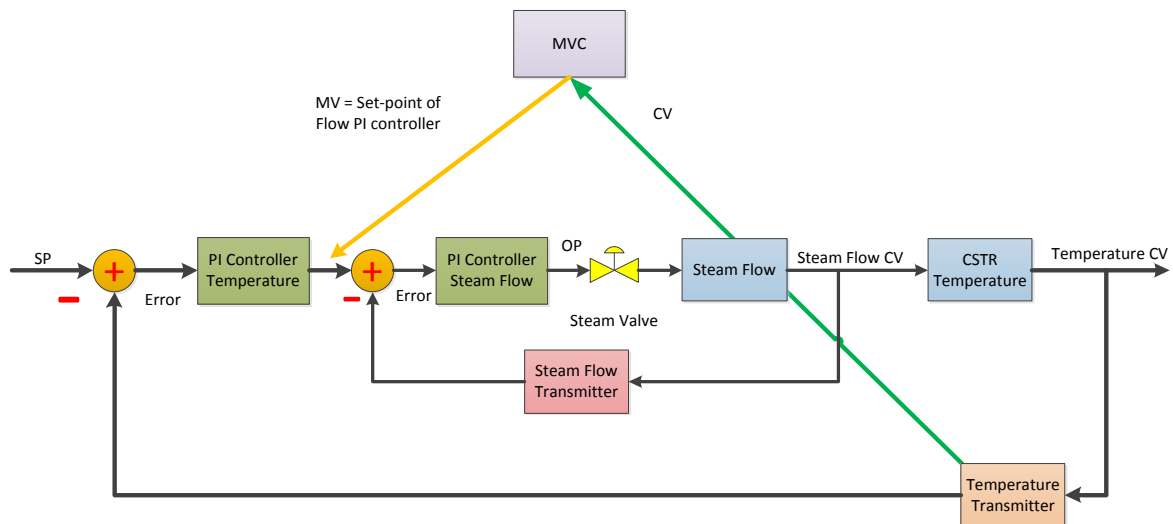 MVC
MV = Set-point of
Flow PI controller
CV
SP
+
Error
PI Controller
Temperature
+
Error
PI Controller
Steam Flow
OP
Steam Valve
Steam Flow
Steam Flow CV
CSTR
Temperature
Temperature CV
Steam Flow
Transmitter
Temperature
Transmitter